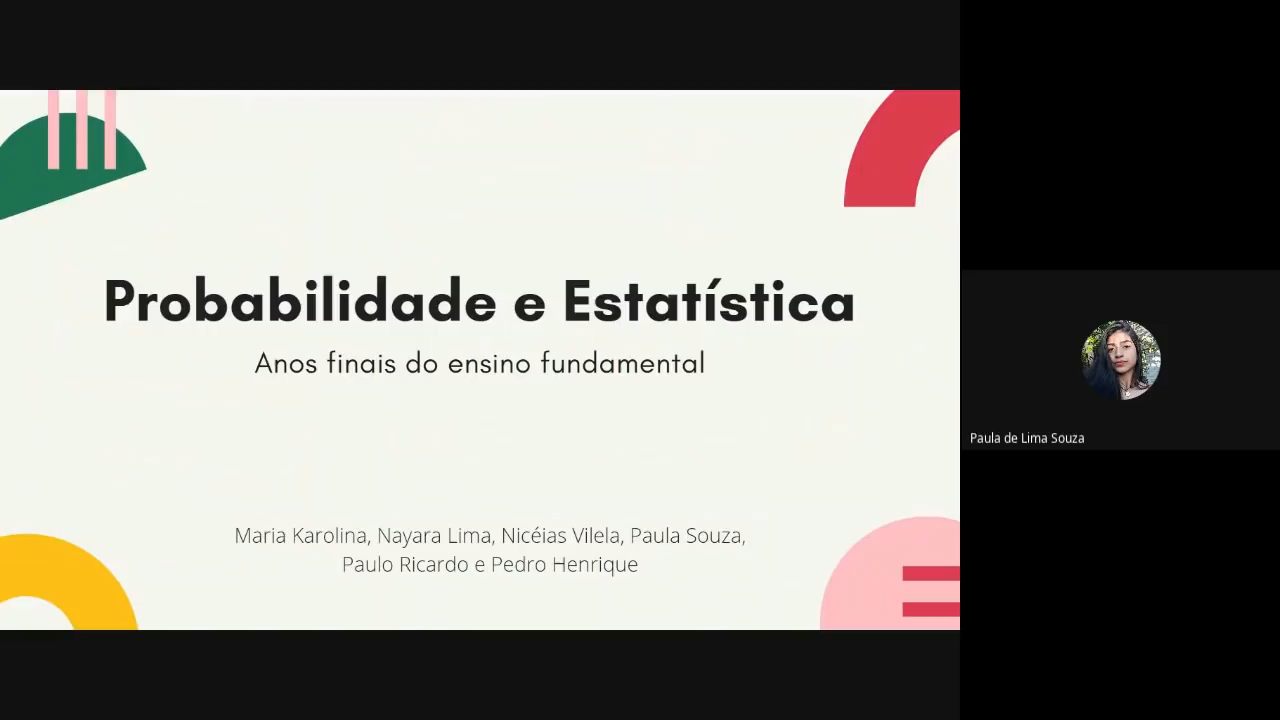 Probabilidade e Estatística
Anos finais do ensino fundamental
Maria Karolina, Nayara Lima, Nicéias Vilela, Paula Souza,
Paulo Ricardo e Pedro Henrique
Paula de Lima Souza